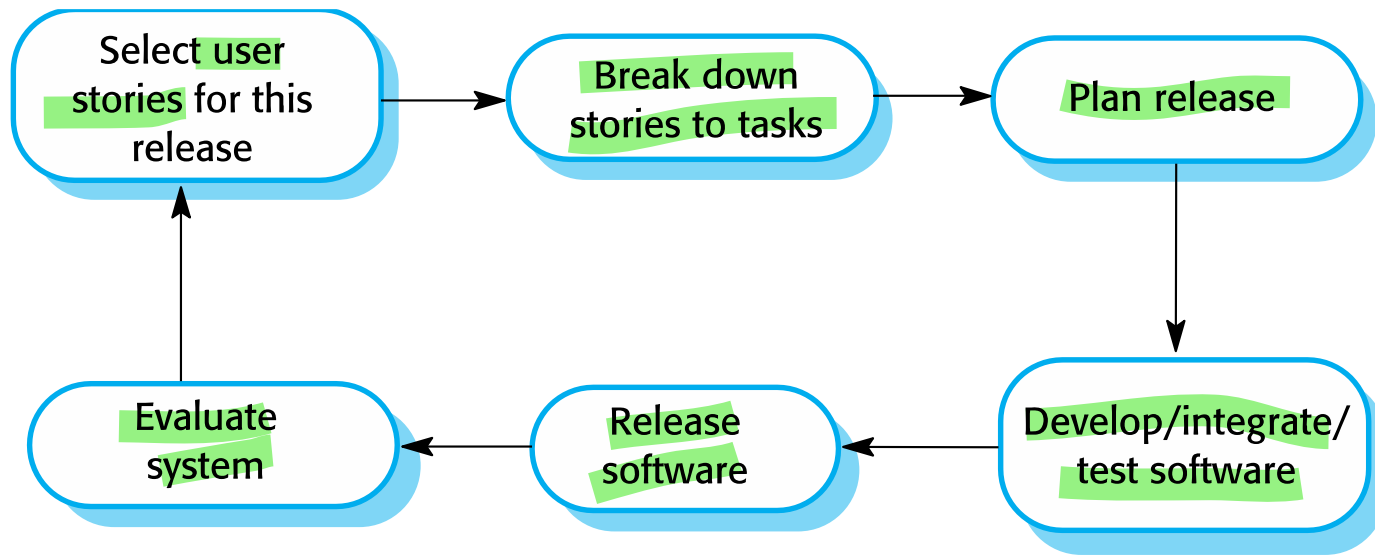 Select user
stories for this
release
Break down
stories to tasks
Plan release
Develop/integrate/
test software
Release
software
Evaluate
system